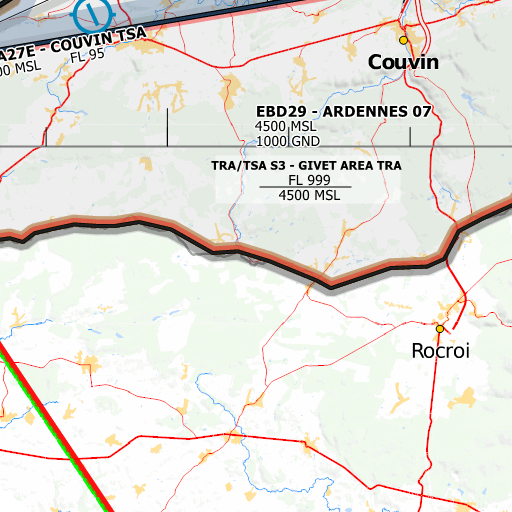 A27E - COUVIN TSA
FL 95
00 MSL
Couvin
EBD29 - ARDENNES 07
4500 MSL
1000 GND
TRA/TSA S3 - GIVET AREA TRA
FL 999
4500 MSL
Rocroi